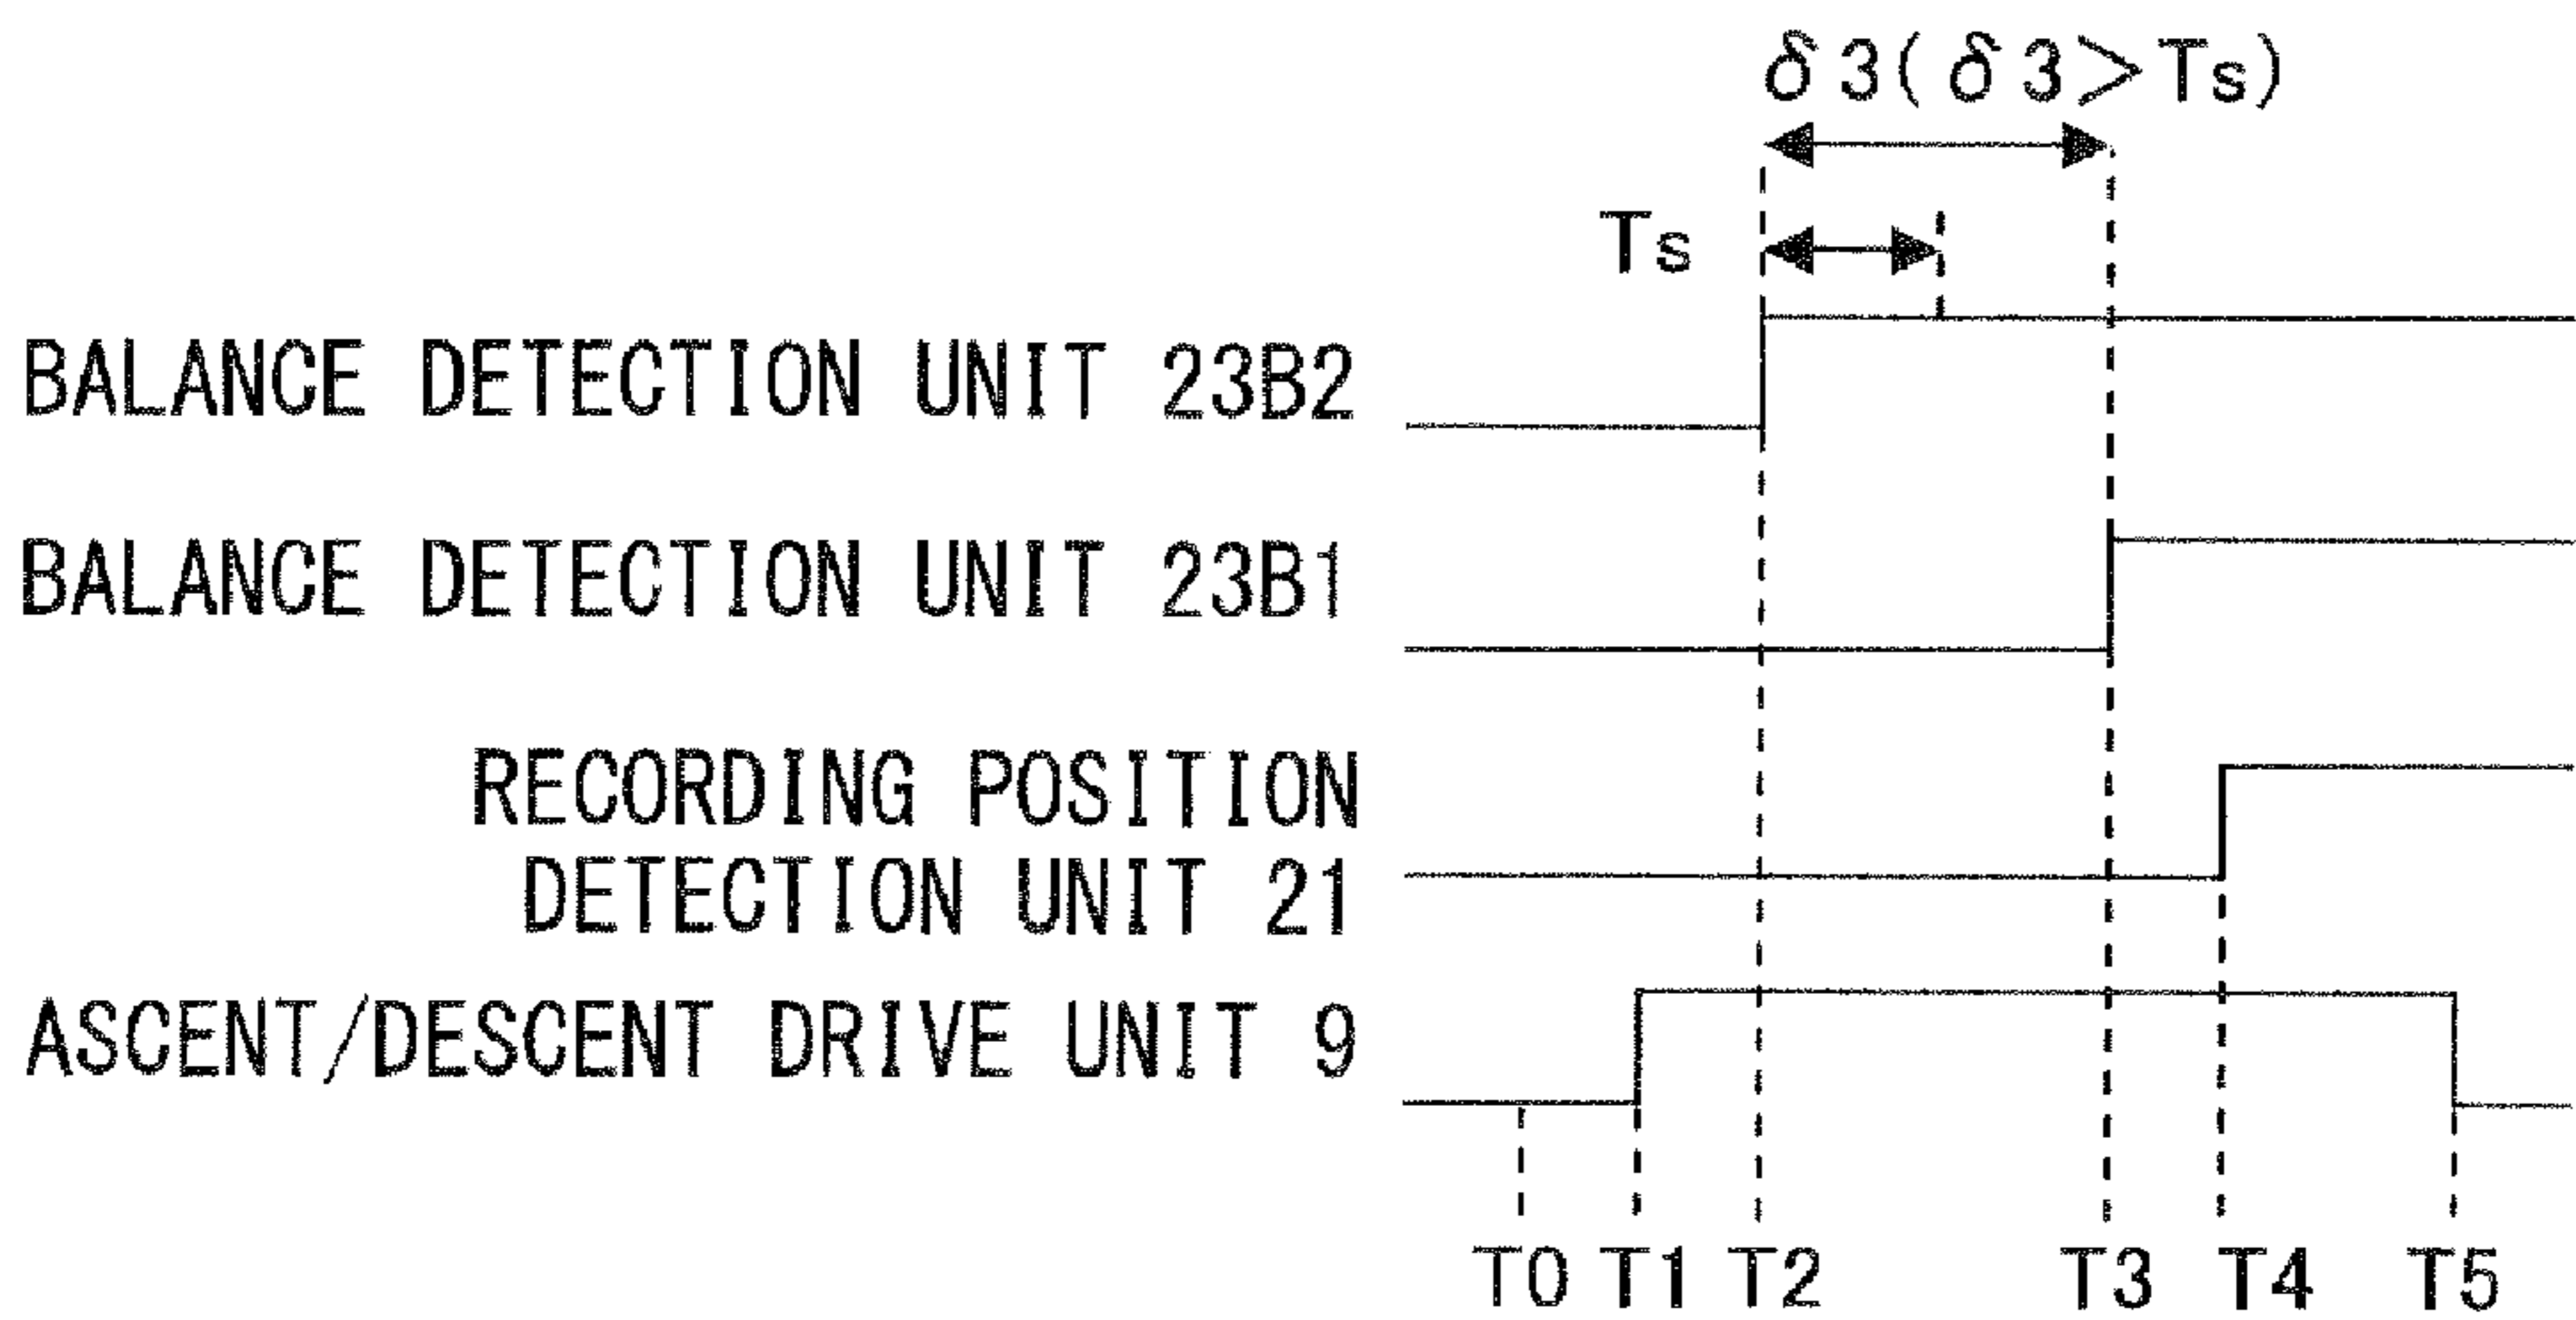 δ3(δ3>Ts)
Ts
BALANCE DETECTION UNIT 23B2
BALANCE DETECTION UNIT 23B1
RECORDING POSITION
DETECTION UNIT 21
ASCENT/DESCENT DRIVE UNIT 9
T0 T1 T2 T3 T4 T5